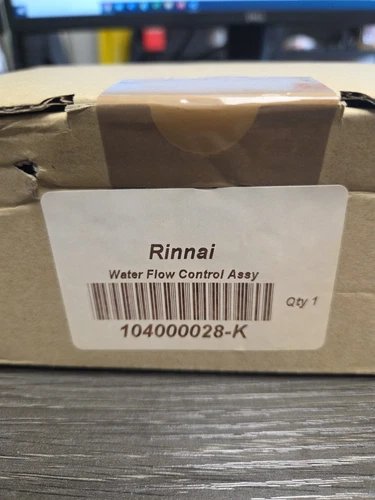 Rinnai
Water Flow Control Assy
Qty 1
104000028-K